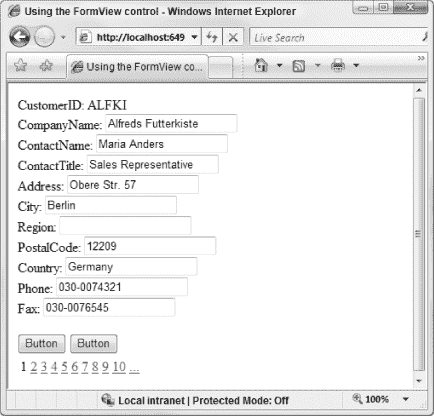 Using the FormView control - Windows Internet Explorer
http://localhost:649
Live Search
Using the FormView co...
CustomerID: ALFKI
CompanyName: Alfreds Futterkiste
ContactName: Maria Anders
ContactTitle: Sales Representative
Address: Obere Str. 57
City: Berlin
Region:
PostalCode: 12209
Country: Germany
Phone: 030-0074321
Fax: 030-0076545
Button Button
1 2 3 4 5 6 7 8 9 10 ...
Local intranet | Protected Mode: Off 100%